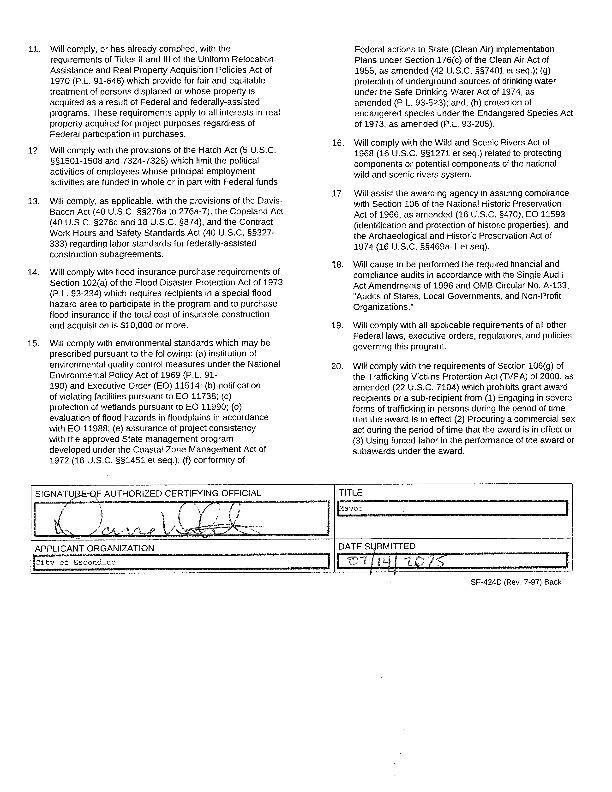 11. Will comply, or has already complied, with the
requirements of Titles II and III of the Uniform Relocation
Assistance and Real Property Acquisition Policies Act of
1970 (P.L. 91-646) which provide for fair and equitable
treatment of persons displaced or whose property is
acquired as a result of Federal and federally-assisted
programs. These requirements apply to all interests in real
property acquired for project purposes regardless of
Federal participation in purchases.
12 Will comply with the provisions of the Hatch Act (5 U.S.C.
§§1501-1508 and 7324-7328) which limit the political
activities of employees whose principal employment
activities are funded in whole or in part with Federal funds
13. Will comply, as applicable, with the provisions of the Davis-
Bacon Act (40 U.S.C. §§276a to 276a-7), the Copeland Act
(40 U.S.C. §276c and 18 U.S.C. §874), and the Contract
Work Hours and Safety Standards Act (40 U.S.C. §§327-
333) regarding labor standards for federally-assisted
construction subagreements.
14. Will comply with flood insurance purchase requirements of
Section 102(a) of the Flood Disaster Protection Act of 1973
(P.L. 93-234) which requires recipients in a special flood
hazard area to participate in the program and to purchase
flood insurance if the total cost of insurable construction
and acquisition is $10,000 or more.
15. Will comply with environmental standards which may be
prescribed pursuant to the following: (a) institution of
environmental quality control measures under the National
Environmental Policy Act of 1969 (P.L. 91-
190) and Executive Order (EO) 11514; (b) notification
of violating facilities pursuant to EO 11738; (c)
protection of wetlands pursuant to EO 11990; (d)
evaluation of flood hazards in floodplains in accordance
with EO 11988; (e) assurance of project consistency
with the approved State management program
developed under the Coastal Zone Management Act of
1972 (16 U.S.C. §§1451 et seq.); (f) conformity of
Federal actions to State (Clean Air) implementation
Plans under Section 176(c) of the Clean Air Act of
1955, as amended (42 U.S.C. §§7401 et seq.); (g)
protection of underground sources of drinking water
under the Safe Drinking Water Act of 1974, as
amended (P.L. 93-523); and, (h) protection of
endangered species under the Endangered Species Act
of 1973, as amended (P.L. 93-205).
16. Will comply with the Wild and Scenic Rivers Act of
1968 (16 U.S.C. §§1271 et seq.) related to protecting
components or potential components of the national
wild and scenic rivers system.
17 Will assist the awarding agency in assuring compliance
with Section 106 of the National Historic Preservation
Act of 1966, as amended (16 U.S.C. §470), EO 11593
(identification and protection of historic properties), and
the Archaeological and Historic Preservation Act of
1974 (16 U.S.C. §§469a-1 et seq).
18. Will cause to be performed the required financial and
compliance audits in accordance with the Single Audit
Act Amendments of 1996 and OMB Circular No. A-133,
"Audits of States, Local Governments, and Non-Profit
Organizations."
19. Will comply with all applicable requirements of all other
Federal laws, executive orders, regulations, and policies
governing this program.
20. Will comply with the requirements of Section 106(g) of
the Trafficking Victims Protection Act (TVPA) of 2000, as
amended (22 U.S.C. 7104) which prohibits grant award
recipients or a sub-recipient from (1) Engaging in severe
forms of trafficking in persons during the period of time
that the award is in effect (2) Procuring a commercial sex
act during the period of time that the award is in effect or
(3) Using forced labor in the performance of the award or
subawards under the award.
SIGNATURE OF AUTHORIZED CERTIFYING OFFICIAL
TITLE
Mayor
APPLICANT ORGANIZATION
DATE SUBMITTED
City of Escondido
07/14/2025
SF-424D (Rev. 7-97) Back